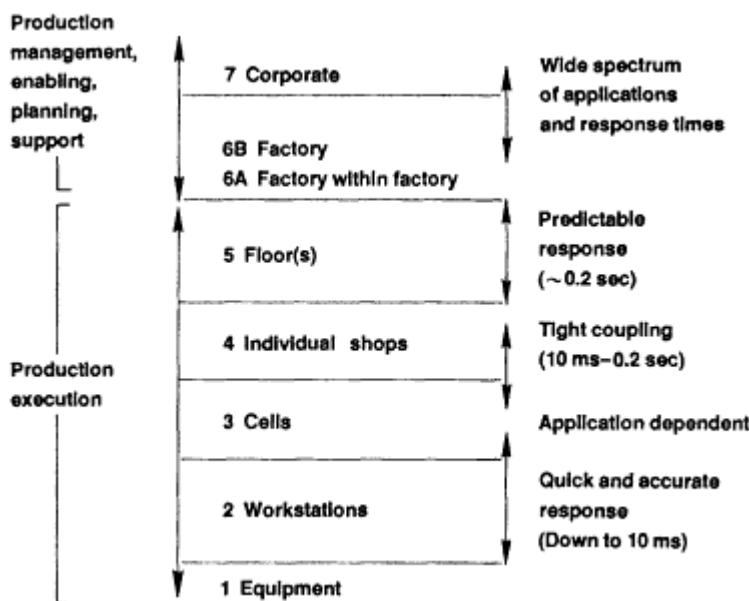 Production
management,
enabling,
planning,
support
Production
execution
7 Corporate
6B Factory
6A Factory within factory
5 Floor(s)
4 Individual shops
3 Cells
2 Workstations
1 Equipment
Wide spectrum
of applications
and response times
Predictable
response
(~0.2 sec)
Tight coupling
(10 ms–0.2 sec)
Application dependent
Quick and accurate
response
(Down to 10 ms)